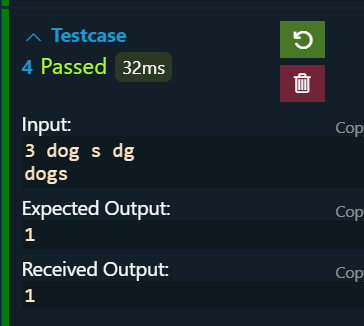 Testcase
4 Passed 32ms
Input:
Cop
3 dog s dg
dogs
Expected Output:
Cop
1
Received Output:
Cop
1